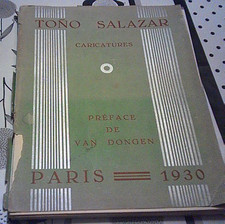 TOÑO SALAZAR
CARICATURES
PRÉFACE
DE
VAN DONGEN
PARIS 1930